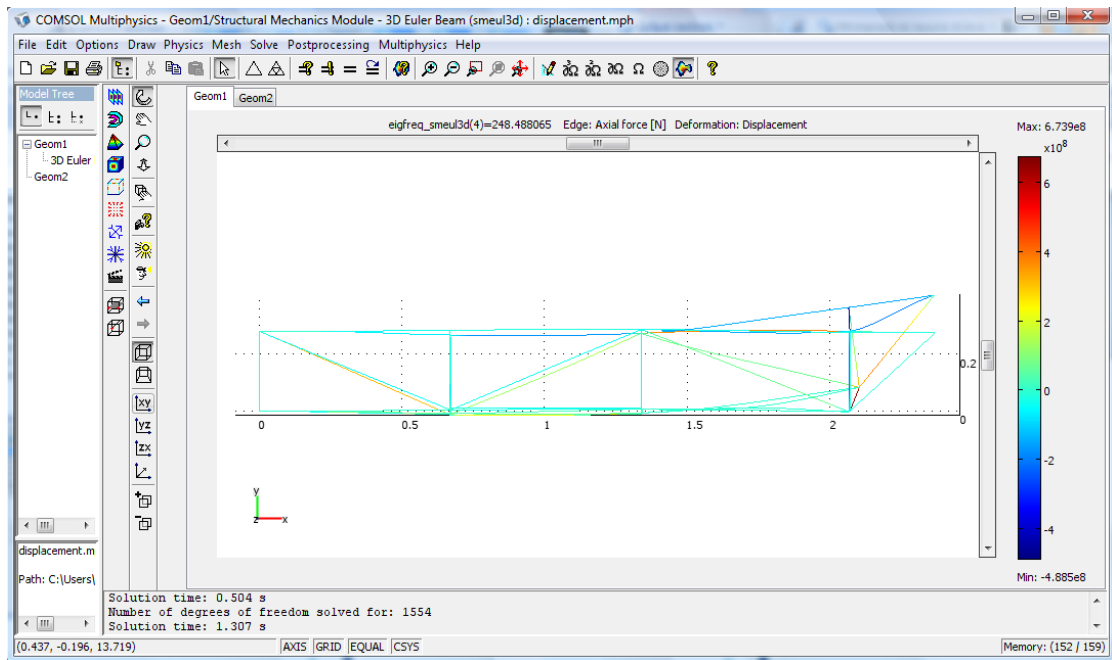 COMSOL Multiphysics - Geom1/Structural Mechanics Module - 3D Euler Beam (smeul3d) : displacement.mph
File Edit Options Draw Physics Mesh Solve Postprocessing Multiphysics Help
Model Tree
Geom1
3D Euler
Geom2
Geom1 Geom2
eigfreq_smeul3d(4)=248.488065 Edge: Axial force [N] Deformation: Displacement
Max: 6.739e8
x10^8
6
4
2
0
-2
-4
Min: -4.885e8
0.2
0
0 0.5 1 1.5 2
y
z x
xy
yz
zx
displacement.m
Path: C:\Users\
Solution time: 0.504 s
Number of degrees of freedom solved for: 1554
Solution time: 1.307 s
(0.437, -0.196, 13.719) AXIS GRID EQUAL CSYS Memory: (152 / 159)